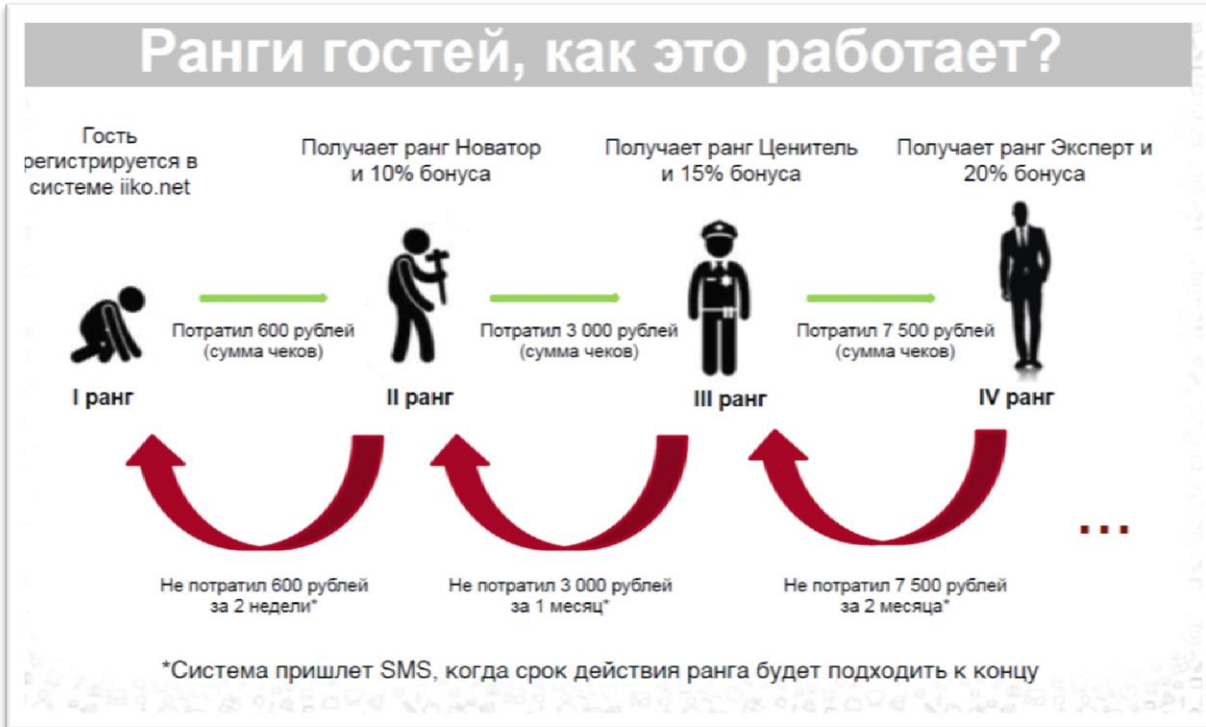 Ранги гостей, как это работает?
Гость
регистрируется в
системе iiko.net
Получает ранг Новатор
и 10% бонуса
Получает ранг Ценитель
и 15% бонуса
Получает ранг Эксперт и
20% бонуса
Потратил 600 рублей
(сумма чеков)
Потратил 3 000 рублей
(сумма чеков)
Потратил 7 500 рублей
(сумма чеков)
I ранг
II ранг
III ранг
IV ранг
...
Не потратил 600 рублей
за 2 недели*
Не потратил 3 000 рублей
за 1 месяц*
Не потратил 7 500 рублей
за 2 месяца*
*Система пришлет SMS, когда срок действия ранга будет подходить к концу